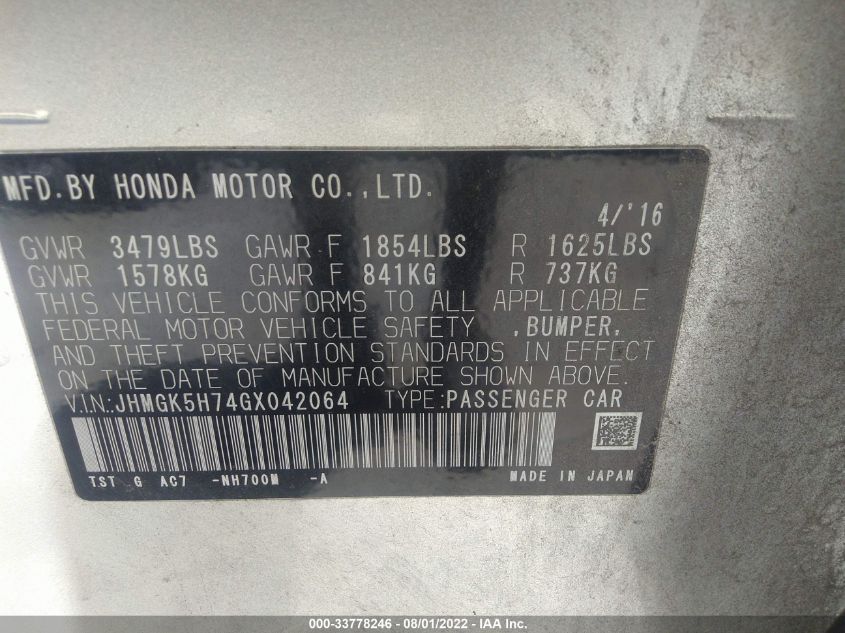 MFD.BY HONDA MOTOR CO.,LTD.
4/'16
GVWR 3479LBS GAWR F 1854LBS R 1625LBS
GVWR 1578KG GAWR F 841KG R 737KG
THIS VEHICLE CONFORMS TO ALL APPLICABLE
FEDERAL MOTOR VEHICLE SAFETY ,BUMPER,
AND THEFT PREVENTION STANDARDS IN EFFECT
ON THE DATE OF MANUFACTURE SHOWN ABOVE.
V.I.N.:JHMGK5H74GX042064 TYPE:PASSENGER CAR
TST G AC7 -NH700M -A MADE IN JAPAN
000-33778246 - 08/01/2022 - © IAA Inc.